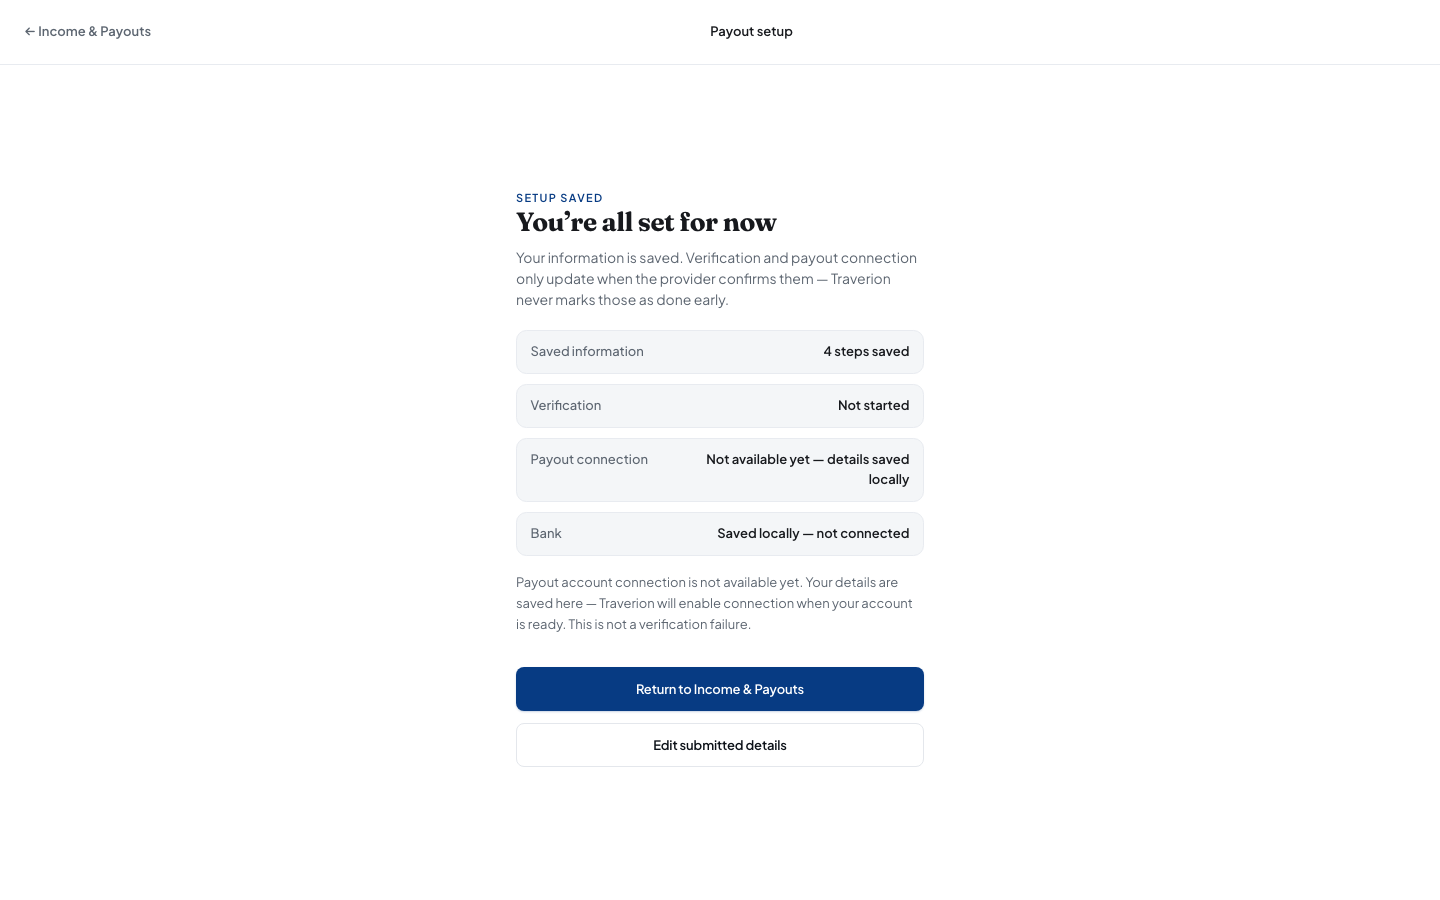 ← Income & Payouts
Payout setup
SETUP SAVED
You’re all set for now
Your information is saved. Verification and payout connection
only update when the provider confirms them — Traverion
never marks those as done early.
Saved information
4 steps saved
Verification
Not started
Payout connection
Not available yet — details saved
locally
Bank
Saved locally — not connected
Payout account connection is not available yet. Your details are
saved here — Traverion will enable connection when your account
is ready. This is not a verification failure.
Return to Income & Payouts
Edit submitted details